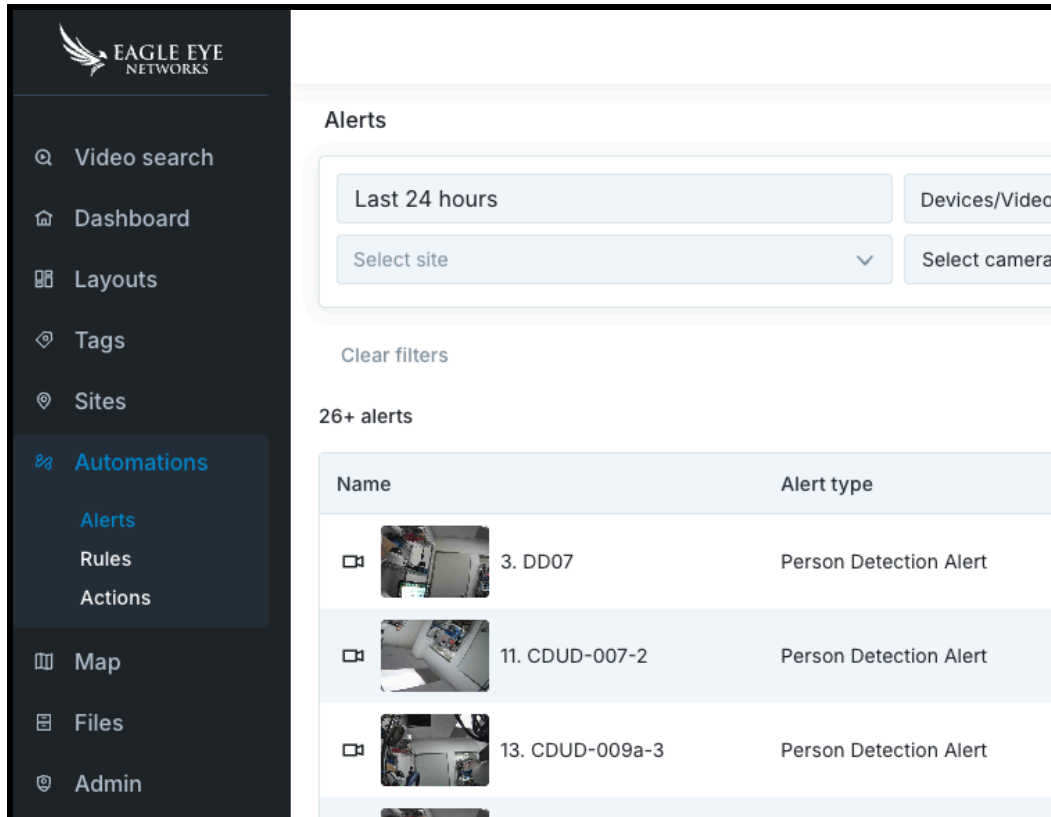 EAGLE EYE
NETWORKS
Video search
Dashboard
Layouts
Tags
Sites
Automations
Alerts
Rules
Actions
Map
Files
Admin
Alerts
Last 24 hours
Devices/Video
Select site
Select camera
Clear filters
26+ alerts
Name Alert type
3. DD07 Person Detection Alert
11. CDUD-007-2 Person Detection Alert
13. CDUD-009a-3 Person Detection Alert